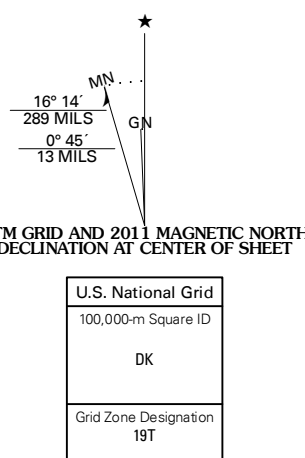 ★
MN
GN
16° 14´
289 MILS
0° 45´
13 MILS
TM GRID AND 2011 MAGNETIC NORTH
DECLINATION AT CENTER OF SHEET
U.S. National Grid
100,000-m Square ID
DK
Grid Zone Designation
19T